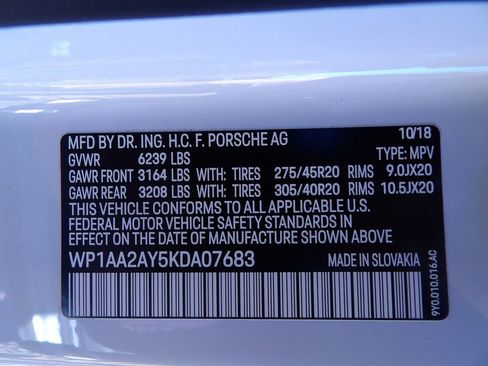 MFD BY DR. ING. H.C. F. PORSCHE AG 10/18
GVWR 6239 LBS TYPE: MPV
GAWR FRONT 3164 LBS WITH: TIRES 275/45R20 RIMS 9.0JX20
GAWR REAR 3208 LBS WITH: TIRES 305/40R20 RIMS 10.5JX20
THIS VEHICLE CONFORMS TO ALL APPLICABLE U.S.
FEDERAL MOTOR VEHICLE SAFETY STANDARDS IN
EFFECT ON THE DATE OF MANUFACTURE SHOWN ABOVE
WP1AA2AY5KDA07683 MADE IN SLOVAKIA
9Y0.010.016.AC